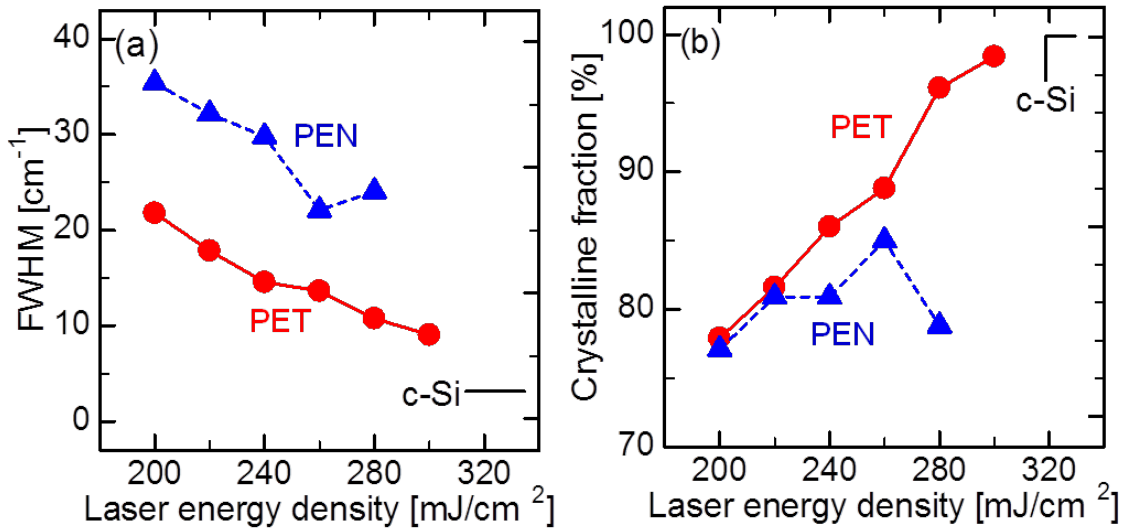 (a)
FWHM [cm⁻¹]
40
30
20
10
0
PEN
PET
c-Si
200 240 280 320
Laser energy density [mJ/cm ²]
(b)
Crystalline fraction [%]
100
90
80
70
c-Si
PET
PEN
200 240 280 320
Laser energy density [mJ/cm ²]